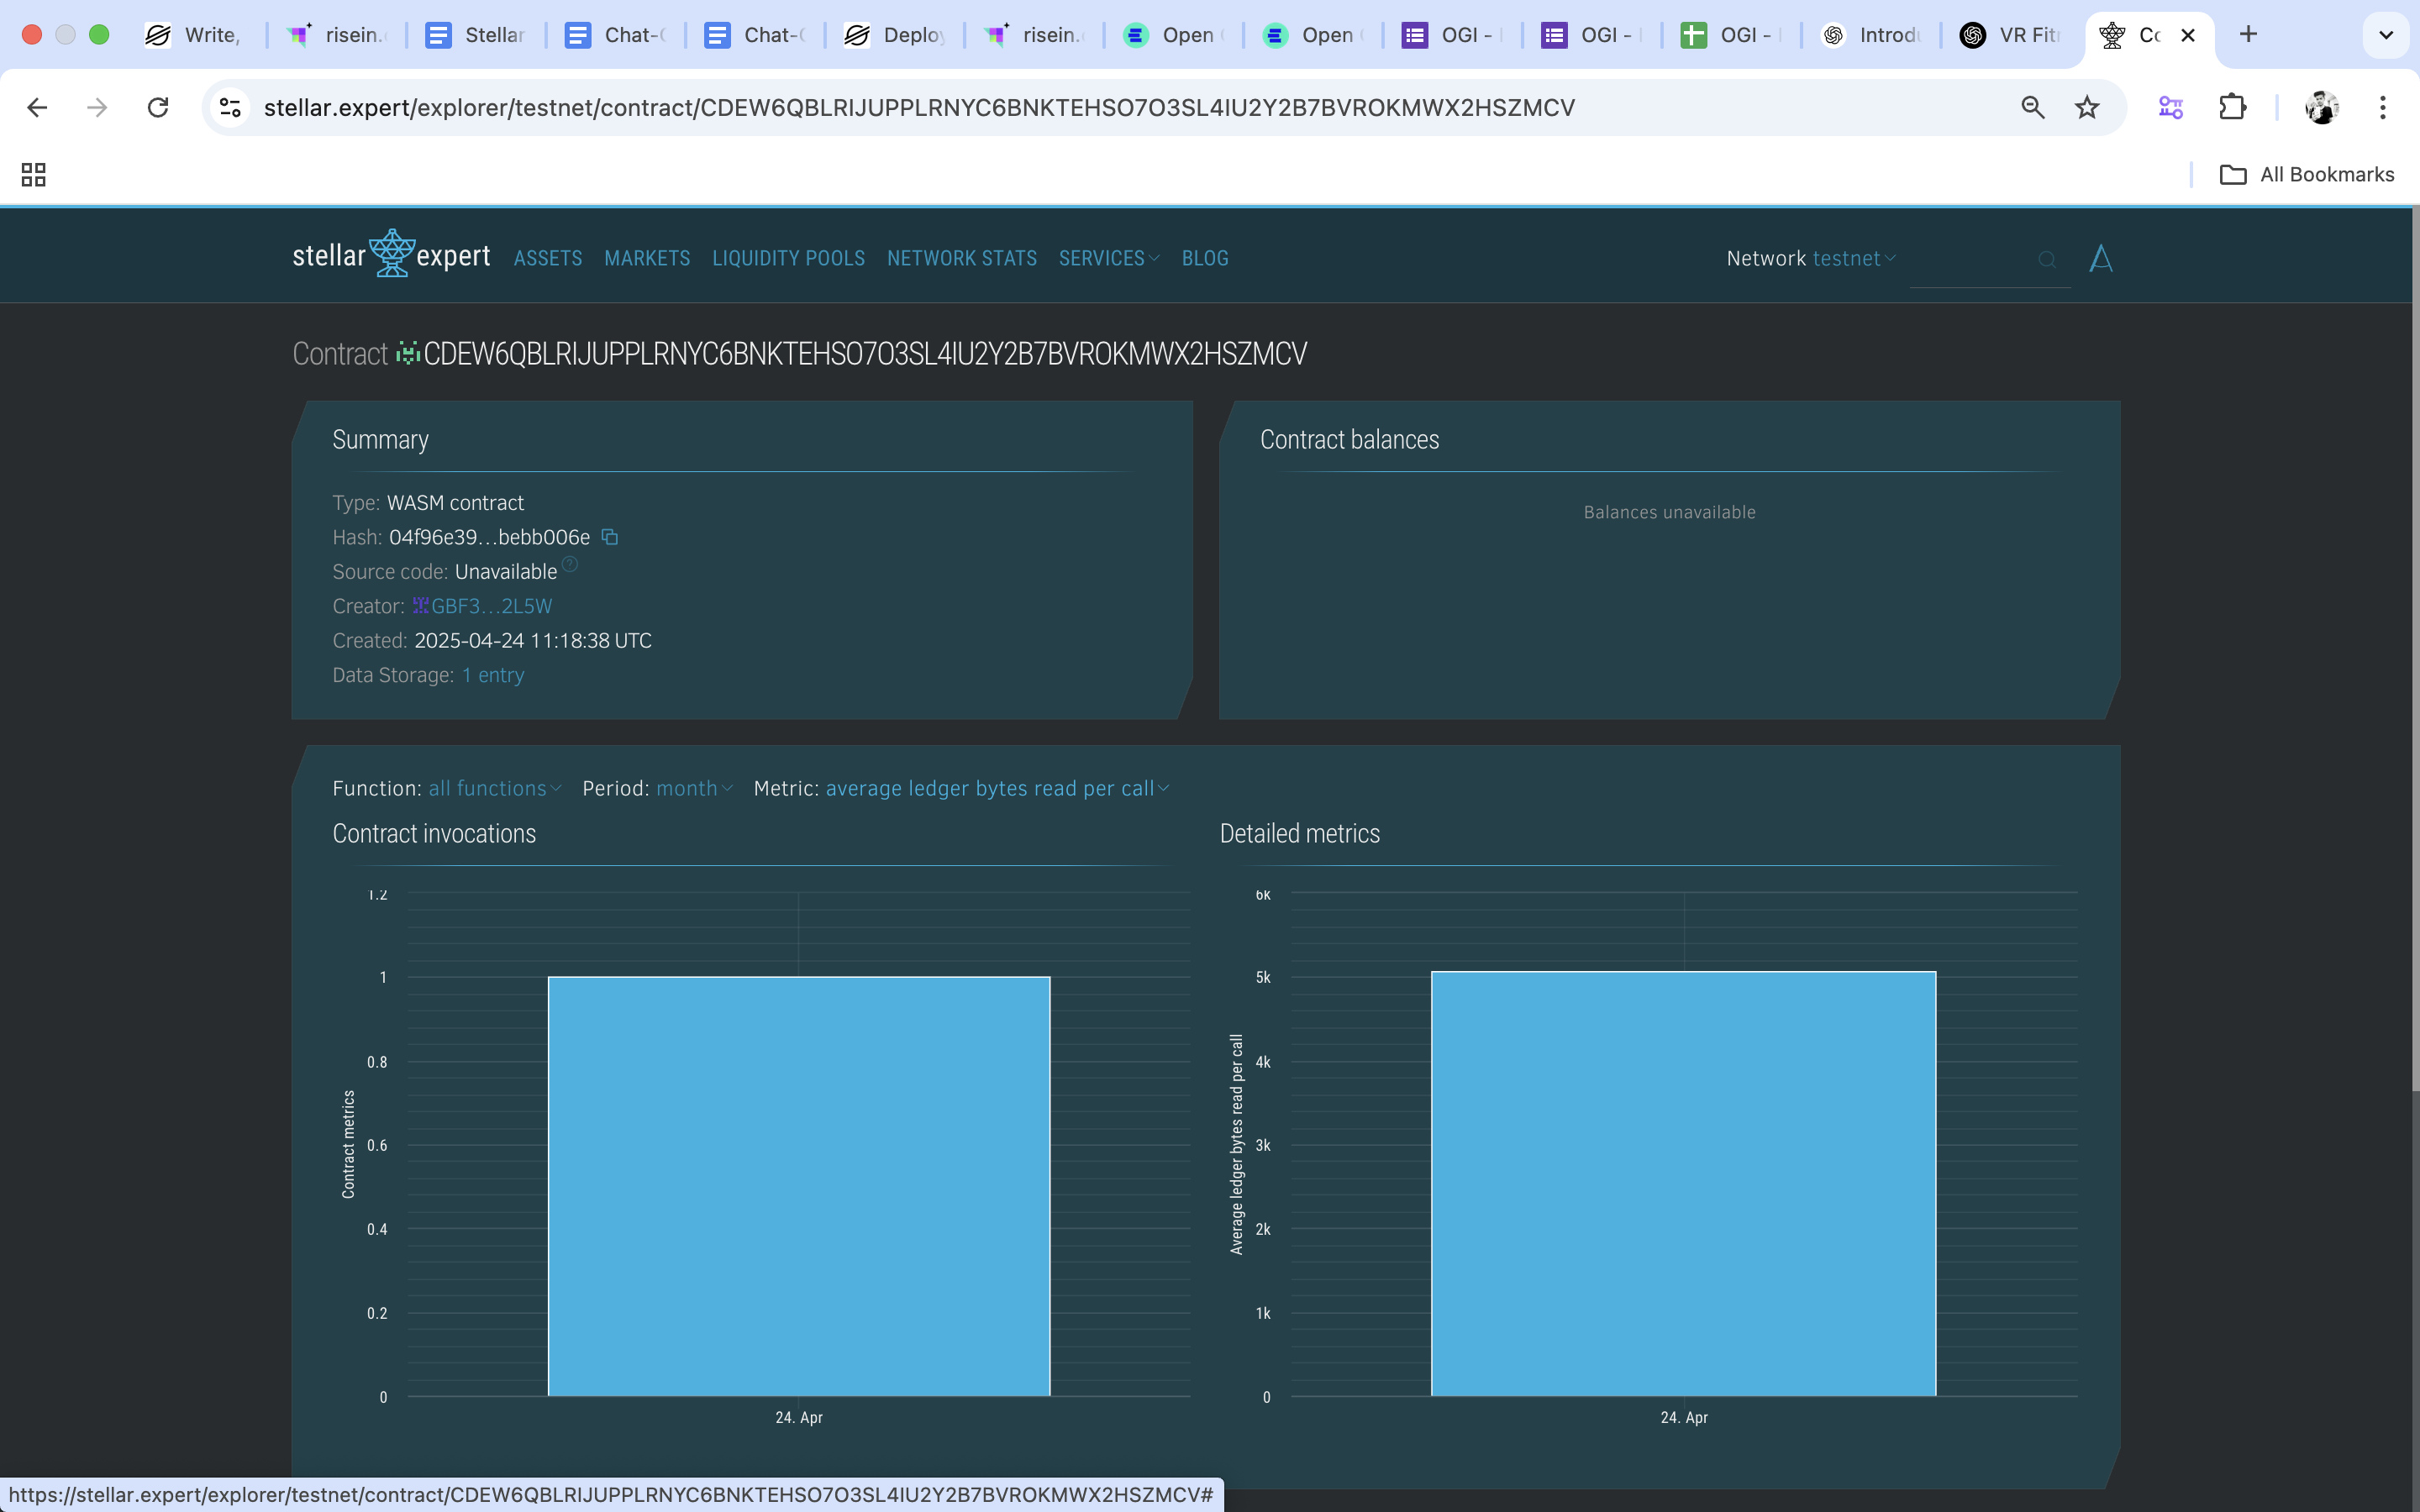 Write,
risein.
Stellar
Chat-
Chat-
Deploy
risein.
Open
Open
OGI -
OGI -
OGI -
Introdu
VR Fitn
Co
stellar.expert/explorer/testnet/contract/CDEW6QBLRIJUPPLRNYC6BNKTEHSO7O3SL4IU2Y2B7BVROKMWX2HSZMCV
All Bookmarks
stellar expert ASSETS MARKETS LIQUIDITY POOLS NETWORK STATS SERVICES BLOG Network testnet
Contract CDEW6QBLRIJUPPLRNYC6BNKTEHSO7O3SL4IU2Y2B7BVROKMWX2HSZMCV
Summary
Type: WASM contract
Hash: 04f96e39...bebb006e
Source code: Unavailable ?
Creator: GBF3...2L5W
Created: 2025-04-24 11:18:38 UTC
Data Storage: 1 entry
Contract balances
Balances unavailable
Function: all functions Period: month Metric: average ledger bytes read per call
Contract invocations
Contract metrics
1.2
1
0.8
0.6
0.4
0.2
0
24. Apr
Detailed metrics
Average ledger bytes read per call
6k
5k
4k
3k
2k
1k
0
24. Apr
https://stellar.expert/explorer/testnet/contract/CDEW6QBLRIJUPPLRNYC6BNKTEHSO7O3SL4IU2Y2B7BVROKMWX2HSZMCV#